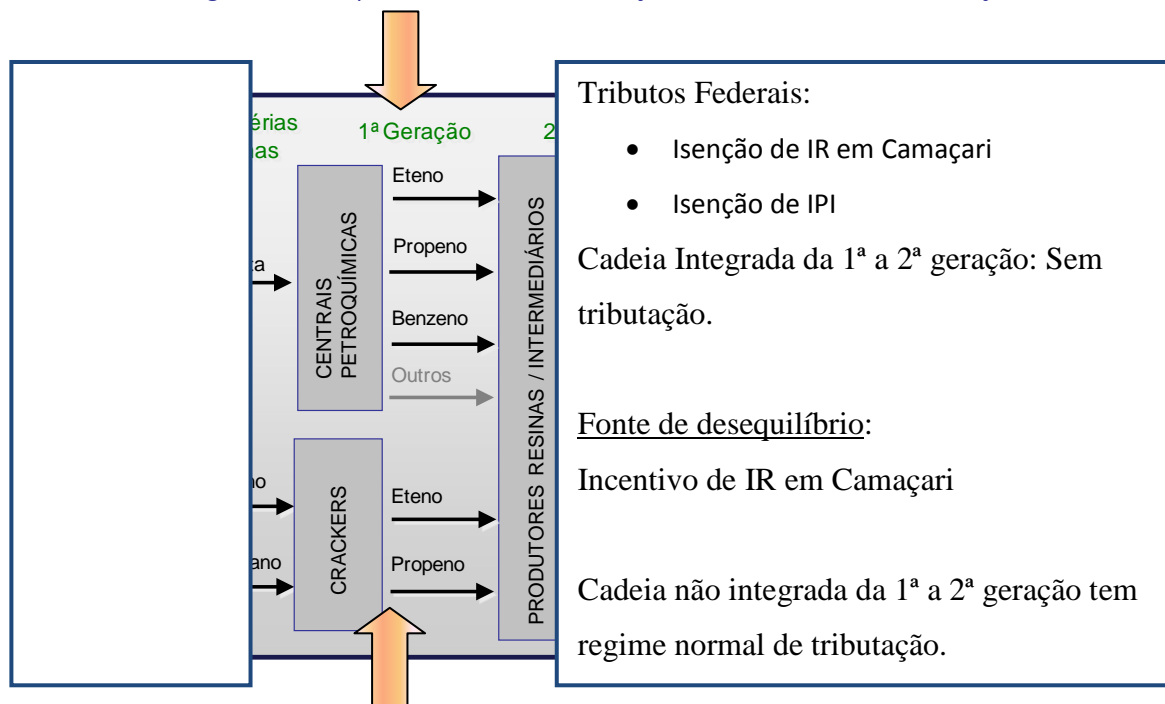 1ª Geração
Eteno
Propeno
Benzeno
Outros
CENTRAIS
PETROQUÍMICAS
Eteno
Propeno
CRACKERS
PRODUTORES RESINAS / INTERMEDIÁRIOS
Tributos Federais:
• Isenção de IR em Camaçari
• Isenção de IPI
Cadeia Integrada da 1ª a 2ª geração: Sem
tributação.
Fonte de desequilíbrio:
Incentivo de IR em Camaçari
Cadeia não integrada da 1ª a 2ª geração tem
regime normal de tributação.